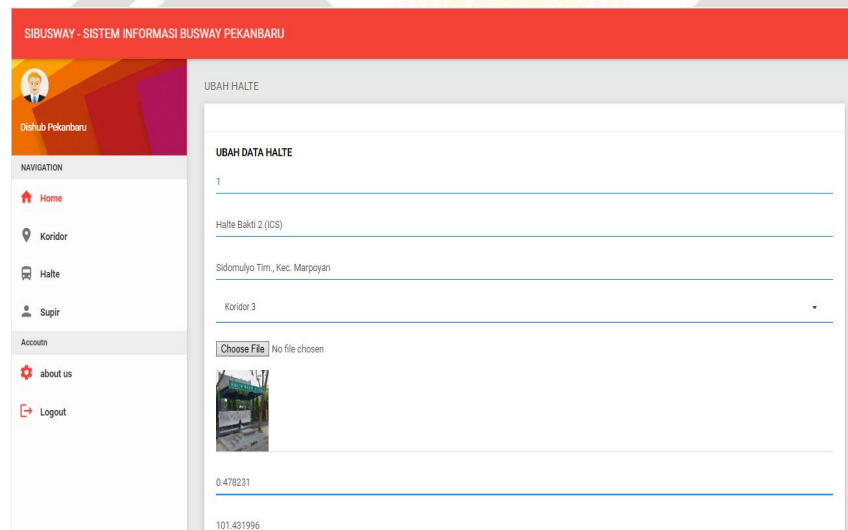 SIBUSWAY - SISTEM INFORMASI BUSWAY PEKANBARU
Dishub Pekanbaru
NAVIGATION
Home
Koridor
Halte
Supir
Accoutn
about us
Logout
UBAH HALTE
UBAH DATA HALTE
1
Halte Bakti 2 (ICS)
Sidomulyo Tim., Kec. Marpoyan
Koridor 3
Choose File No file chosen
0.478231
101.431996